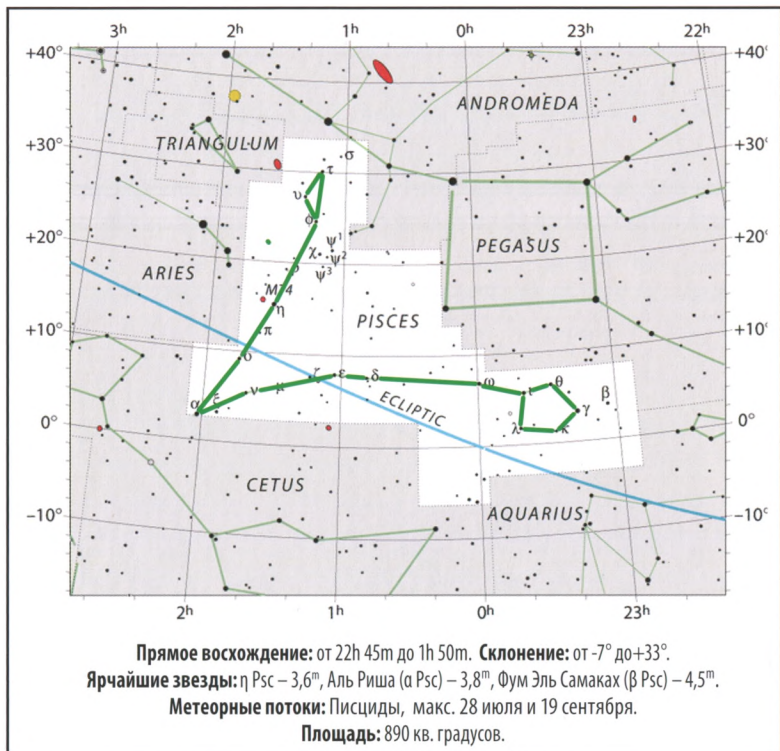 3h 2h 1h 0h 23h 22h
+40° +40°
ANDROMEDA
+30° +30°
TRIANGULUM
σ
τ
υ
ο
+20° +20°
χ ψ¹
ψ²
ψ³
PEGASUS
ARIES
ρ
M74
η
PISCES
+10° +10°
π
ο
ζ ε δ ω ι θ
β
α ξ ν μ
γ
0° 0°
ECLIPTIC
λ κ
CETUS
AQUARIUS
-10° -10°
2h 1h 0h 23h
Прямое восхождение: от 22h 45m до 1h 50m. Склонение: от -7° до+33°.
Ярчайшие звезды: η Psc – 3,6ᵐ, Аль Риша (α Psc) – 3,8ᵐ, Фум Эль Самаках (β Psc) – 4,5ᵐ.
Метеорные потоки: Писциды, макс. 28 июля и 19 сентября.
Площадь: 890 кв. градусов.